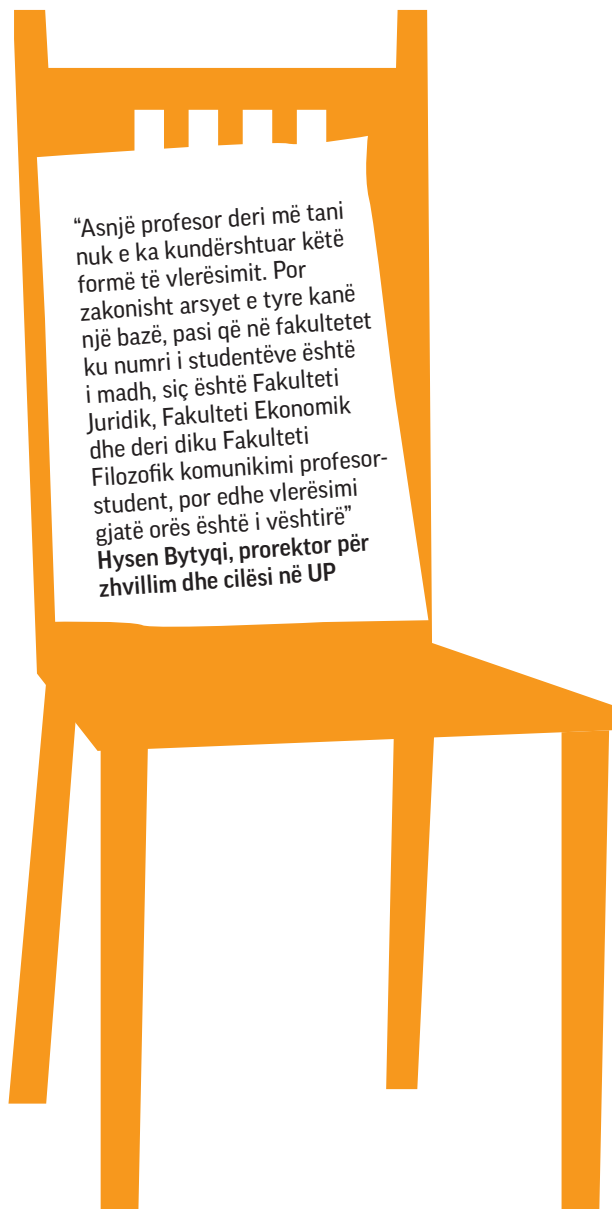 “Asnjë profesor deri më tani
nuk e ka kundërshtuar këtë
formë të vlerësimit. Por
zakonisht arsyet e tyre kanë
një bazë, pasi që në fakultetet
ku numri i studentëve është
i madh, siç është Fakulteti
Juridik, Fakulteti Ekonomik
dhe deri diku Fakulteti
Filozofik komunikimi profesor-
student, por edhe vlerësimi
gjatë orës është i vështirë”
Hysen Bytyqi, prorektor për
zhvillim dhe cilësi në UP